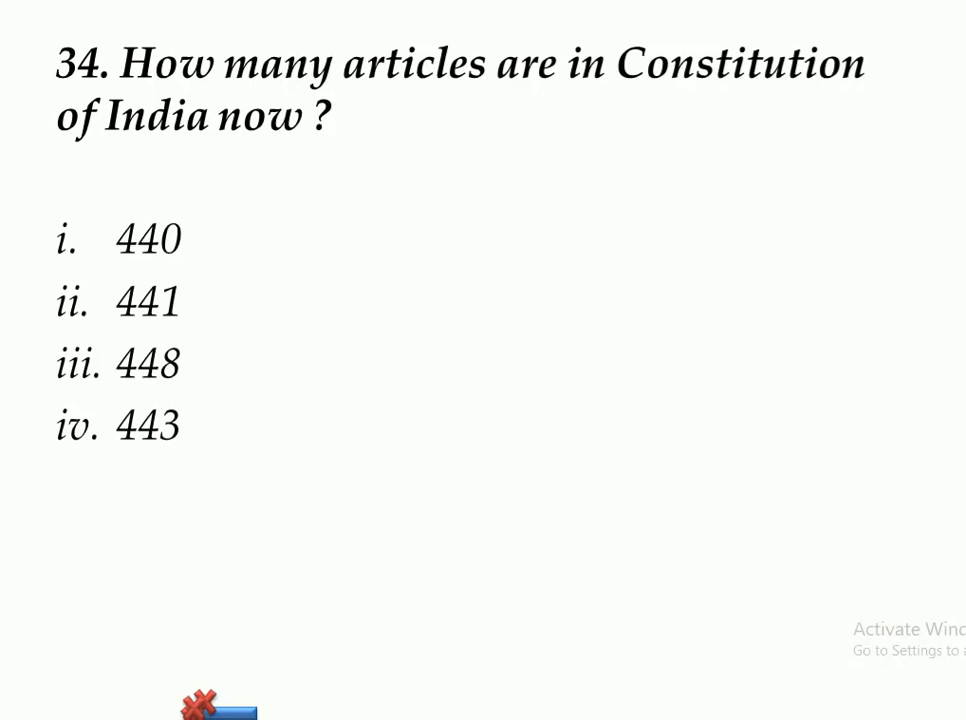 34. How many articles are in Constitution
of India now ?
i. 440
ii. 441
iii. 448
iv. 443
Activate Winc
Go to Settings to